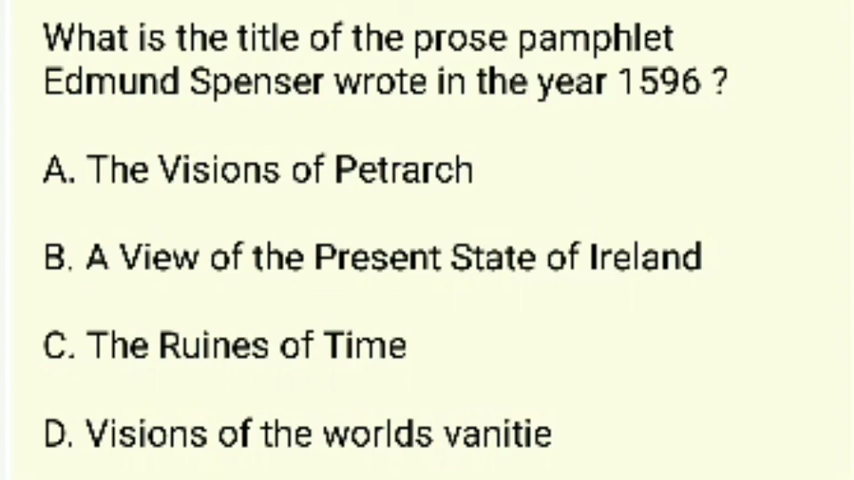 What is the title of the prose pamphlet
Edmund Spenser wrote in the year 1596 ?
A. The Visions of Petrarch
B. A View of the Present State of Ireland
C. The Ruines of Time
D. Visions of the worlds vanitie